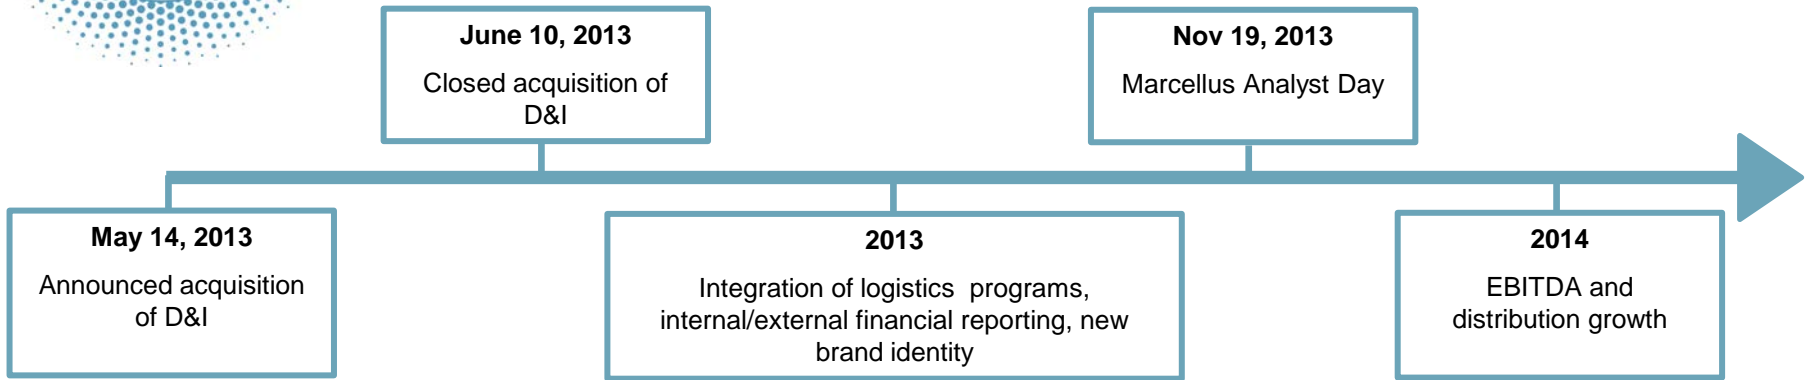 June 10, 2013
Closed acquisition of
D&I
Nov 19, 2013
Marcellus Analyst Day
May 14, 2013
Announced acquisition
of D&I
2013
Integration of logistics programs,
internal/external financial reporting, new
brand identity
2014
EBITDA and
distribution growth